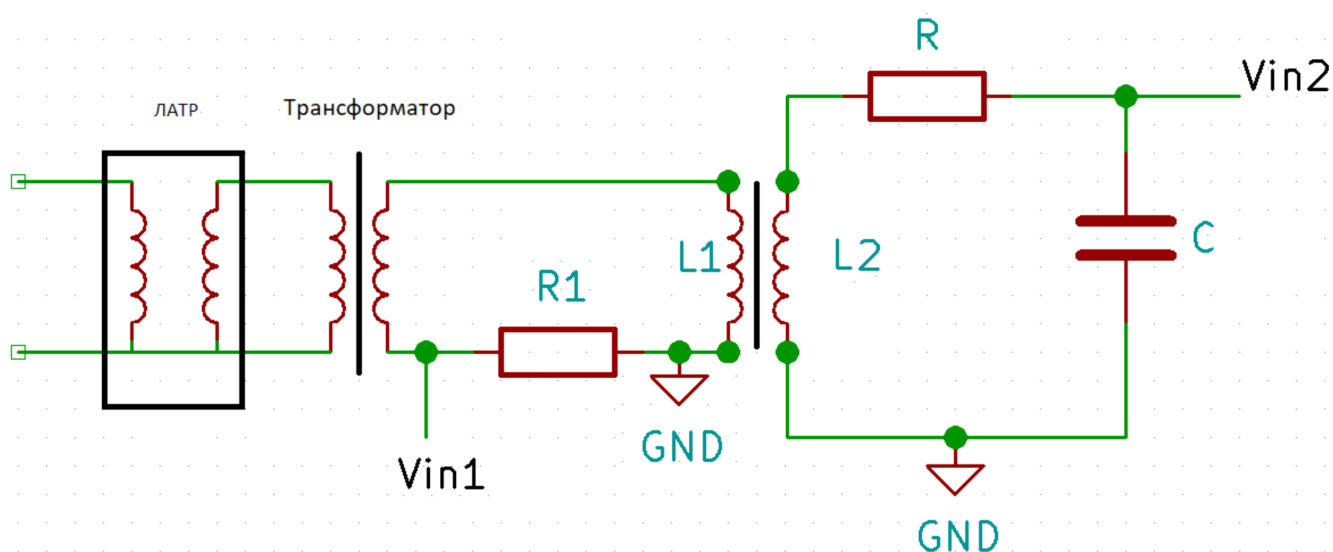 R
Vin2
ЛАТР
Трансформатор
L1
L2
C
R1
GND
Vin1
GND